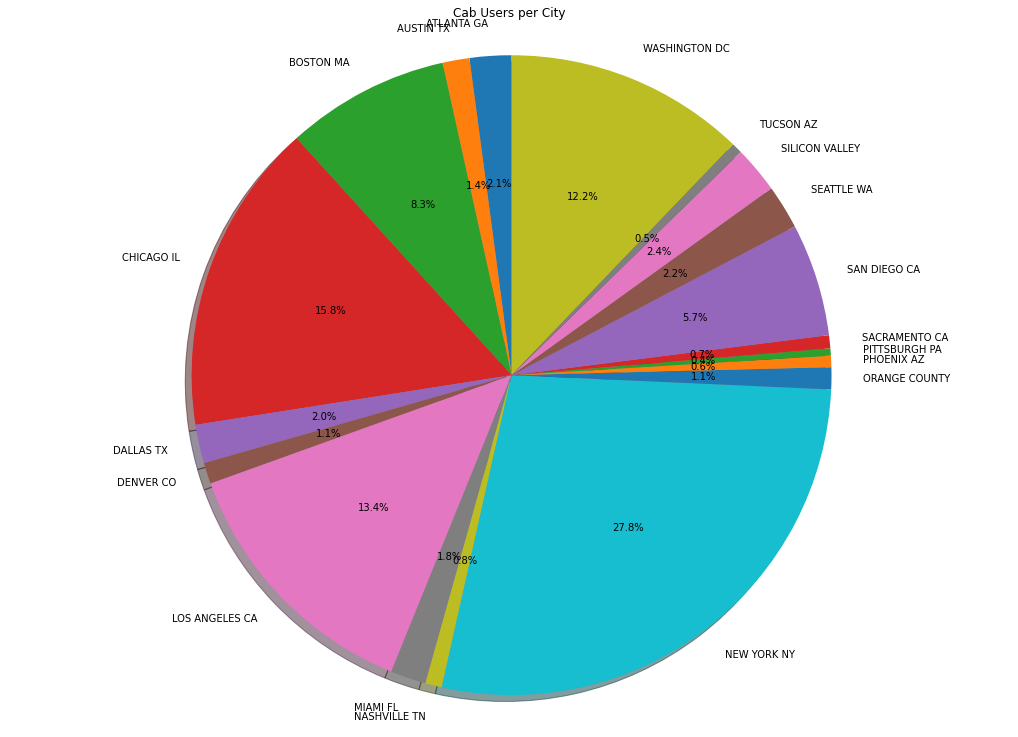 Cab Users per City
ATLANTA GA
AUSTIN TX
BOSTON MA
CHICAGO IL
DALLAS TX
DENVER CO
LOS ANGELES CA
MIAMI FL
NASHVILLE TN
NEW YORK NY
ORANGE COUNTY
PHOENIX AZ
PITTSBURGH PA
SACRAMENTO CA
SAN DIEGO CA
SEATTLE WA
SILICON VALLEY
TUCSON AZ
WASHINGTON DC
2.1%
1.4%
8.3%
15.8%
2.0%
1.1%
13.4%
1.8%
0.8%
27.8%
1.1%
0.6%
0.4%
0.7%
5.7%
2.2%
2.4%
0.5%
12.2%